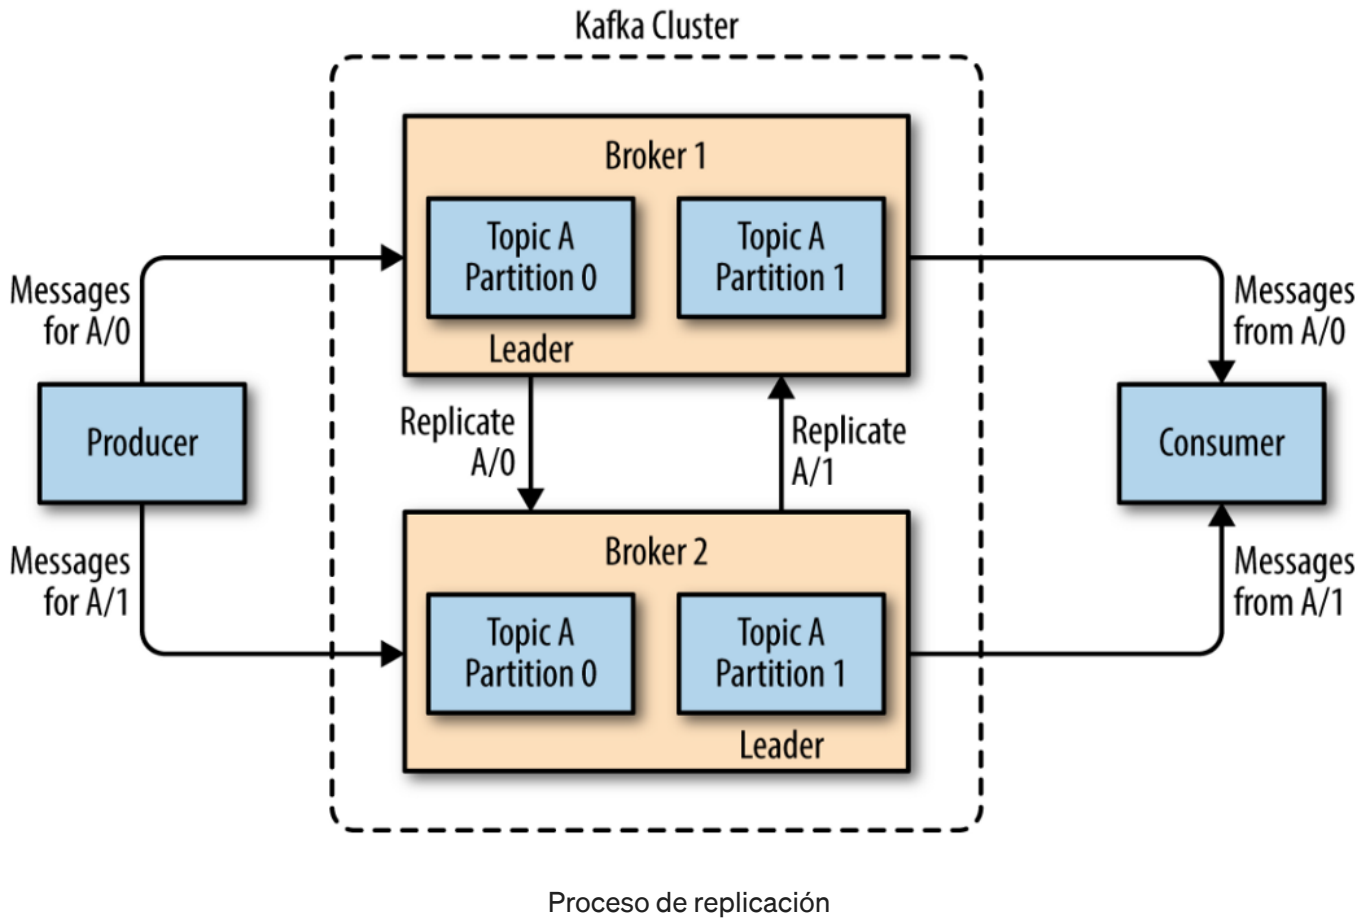 Kafka Cluster
Broker 1
Topic A
Partition 0
Topic A
Partition 1
Leader
Messages
for A/0
Messages
from A/0
Producer
Replicate
A/0
Replicate
A/1
Consumer
Messages
for A/1
Messages
from A/1
Broker 2
Topic A
Partition 0
Topic A
Partition 1
Leader
Proceso de replicación